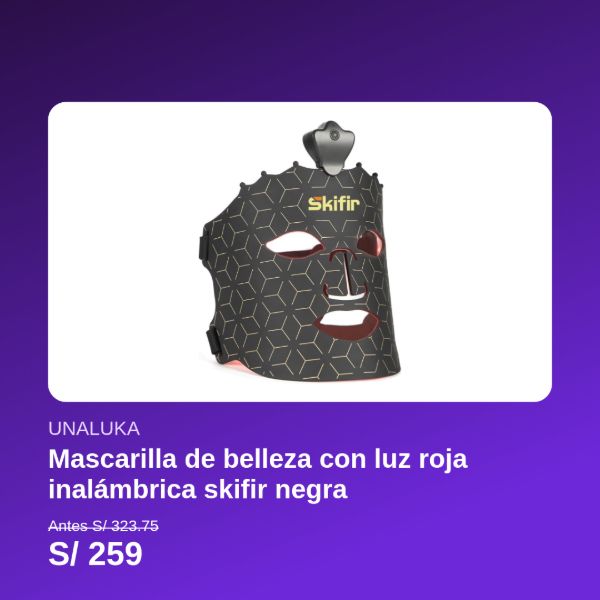 Skifir
UNALUKA
Mascarilla de belleza con luz roja
inalámbrica skifir negra
Antes S/ 323.75
S/ 259